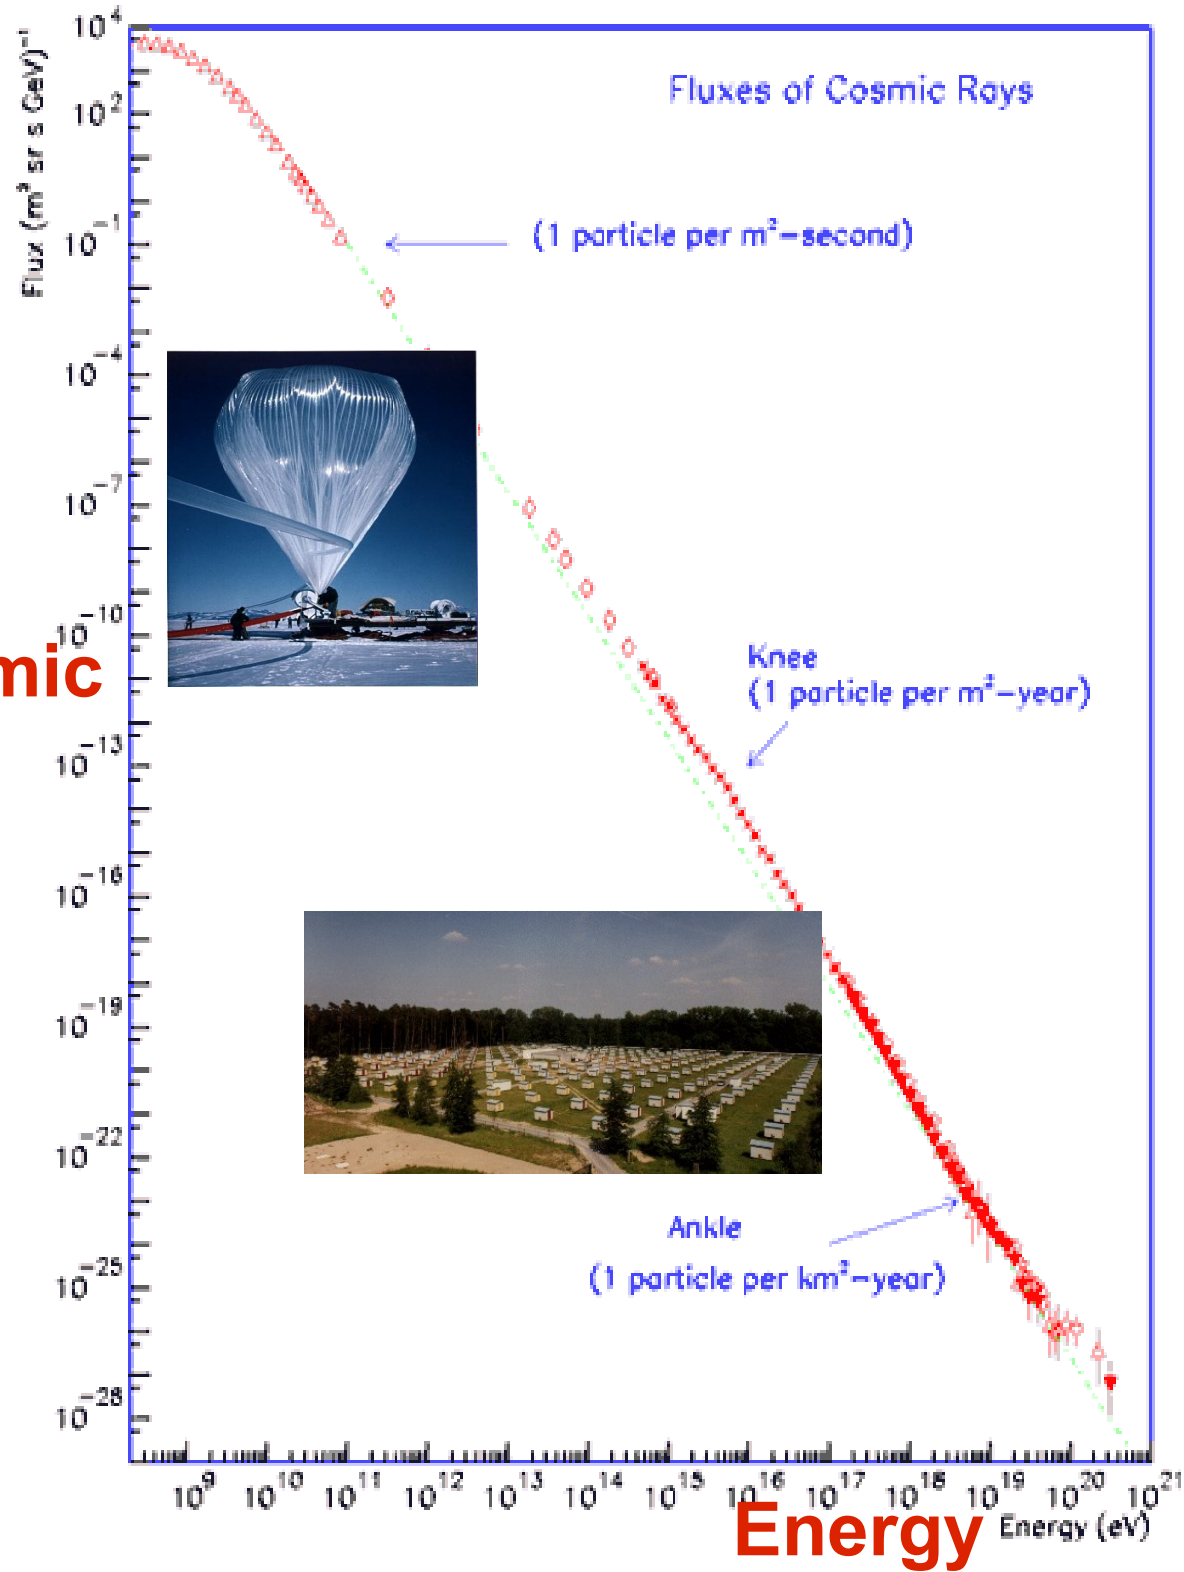 Fluxes of Cosmic Rays
Flux (m² sr s GeV)⁻¹
10⁴
10²
10⁻¹
10⁻⁴
10⁻⁷
10⁻¹⁰
10⁻¹³
10⁻¹⁶
10⁻¹⁹
10⁻²²
10⁻²⁵
10⁻²⁸
(1 particle per m²−second)
mic
Knee
(1 particle per m²−year)
Ankle
(1 particle per km²−year)
10⁹ 10¹⁰ 10¹¹ 10¹² 10¹³ 10¹⁴ 10¹⁵ 10¹⁶ 10¹⁷ 10¹⁸ 10¹⁹ 10²⁰ 10²¹
Energy
Energy (eV)